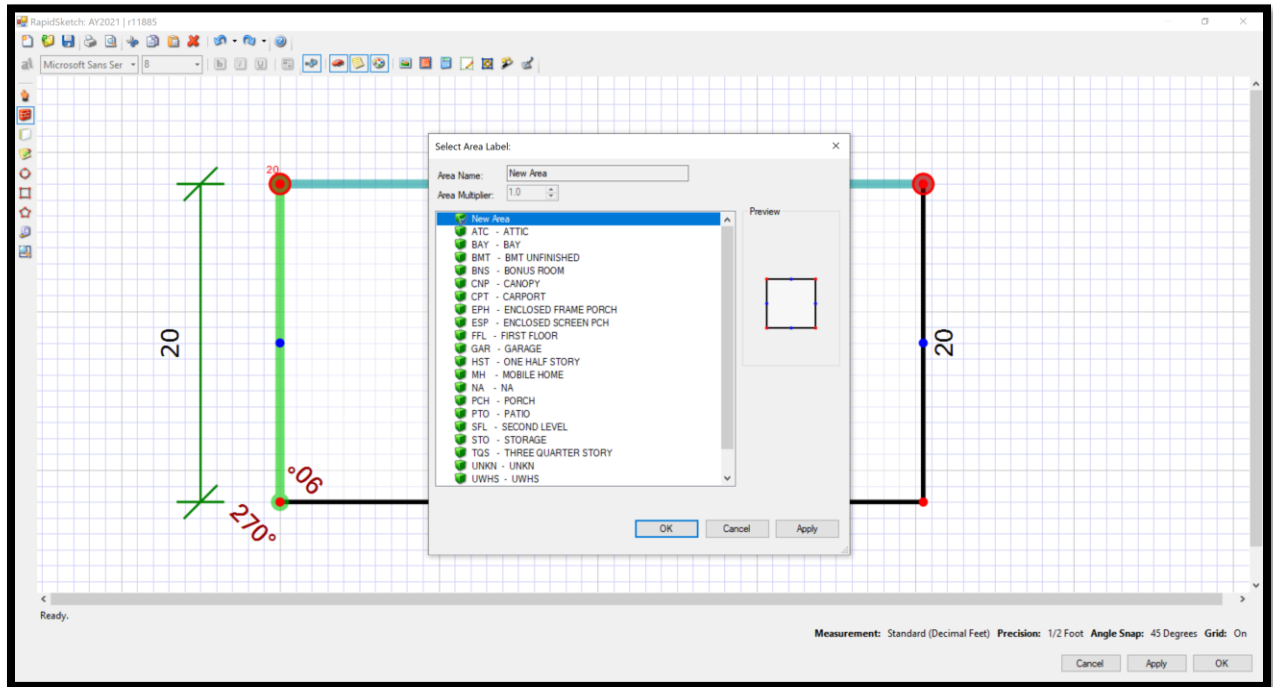 RapidSketch: AY2021 | r11885
Microsoft Sans Ser 8 b i U
Select Area Label:
Area Name: New Area
Area Multiplier: 1.0
Preview
New Area
ATC - ATTIC
BAY - BAY
BMT - BMT UNFINISHED
BNS - BONUS ROOM
CNP - CANOPY
CPT - CARPORT
EPH - ENCLOSED FRAME PORCH
ESP - ENCLOSED SCREEN PCH
FFL - FIRST FLOOR
GAR - GARAGE
HST - ONE HALF STORY
MH - MOBILE HOME
NA - NA
PCH - PORCH
PTO - PATIO
SFL - SECOND LEVEL
STO - STORAGE
TQS - THREE QUARTER STORY
UNKN - UNKN
UWHS - UWHS
OK Cancel Apply
20
20
20
90°
270°
Ready.
Measurement: Standard (Decimal Feet) Precision: 1/2 Foot Angle Snap: 45 Degrees Grid: On
Cancel Apply OK